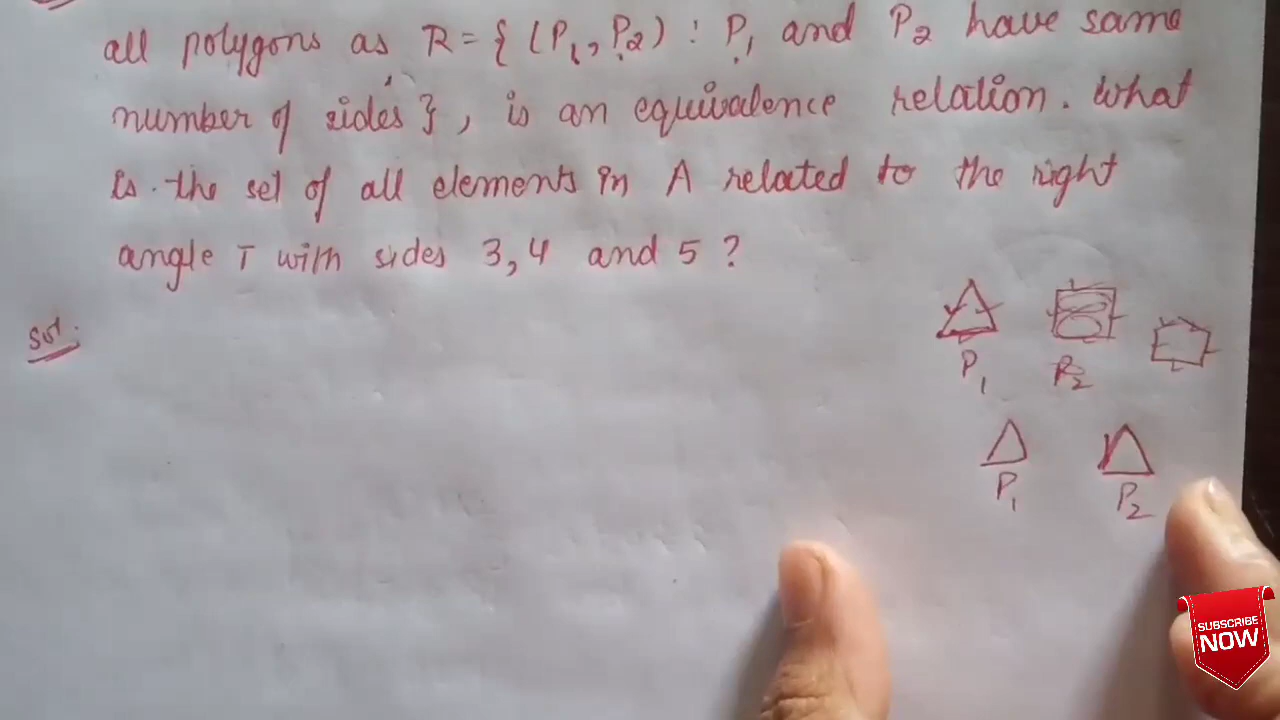 all polygons as R = { (P₁, P₂) : P₁ and P₂ have same
number of sides }, is an equivalence relation. What
is the set of all elements in A related to the right
angle T with sides 3, 4 and 5 ?
Sol.
P₁ P₂
P₁ P₂
SUBSCRIBE
NOW